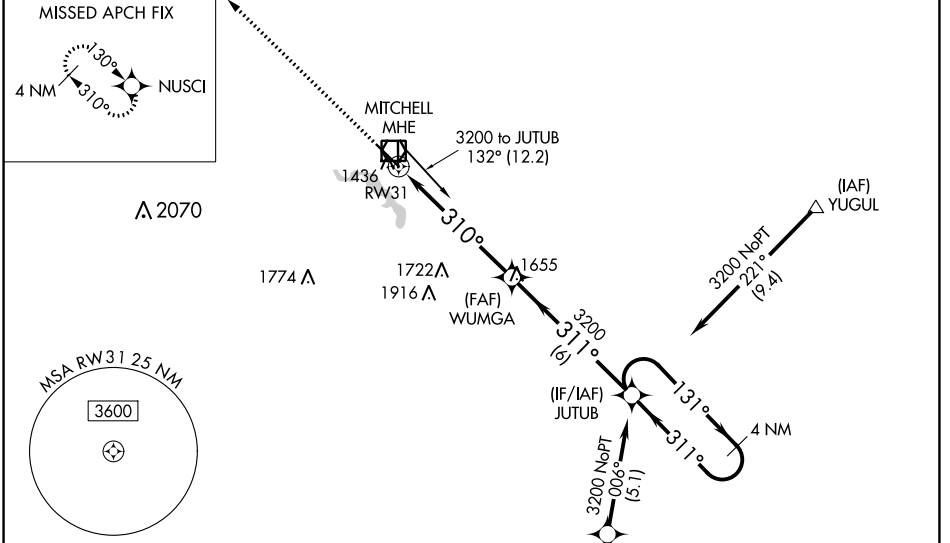 MISSED APCH FIX
130°
4 NM
310°
NUSCI
MITCHELL
MHE
3200 to JUTUB
132° (12.2)
1436
RW31
2070
310°
(IAF)
YUGUL
3200 NoPT
221°
(9.4)
1774
1722
1916
1655
(FAF)
WUMGA
3200
311°
(6)
MSA RW31 25 NM
3600
(IF/IAF)
JUTUB
131°
4 NM
311°
3200 NoPT
006°
(5.1)